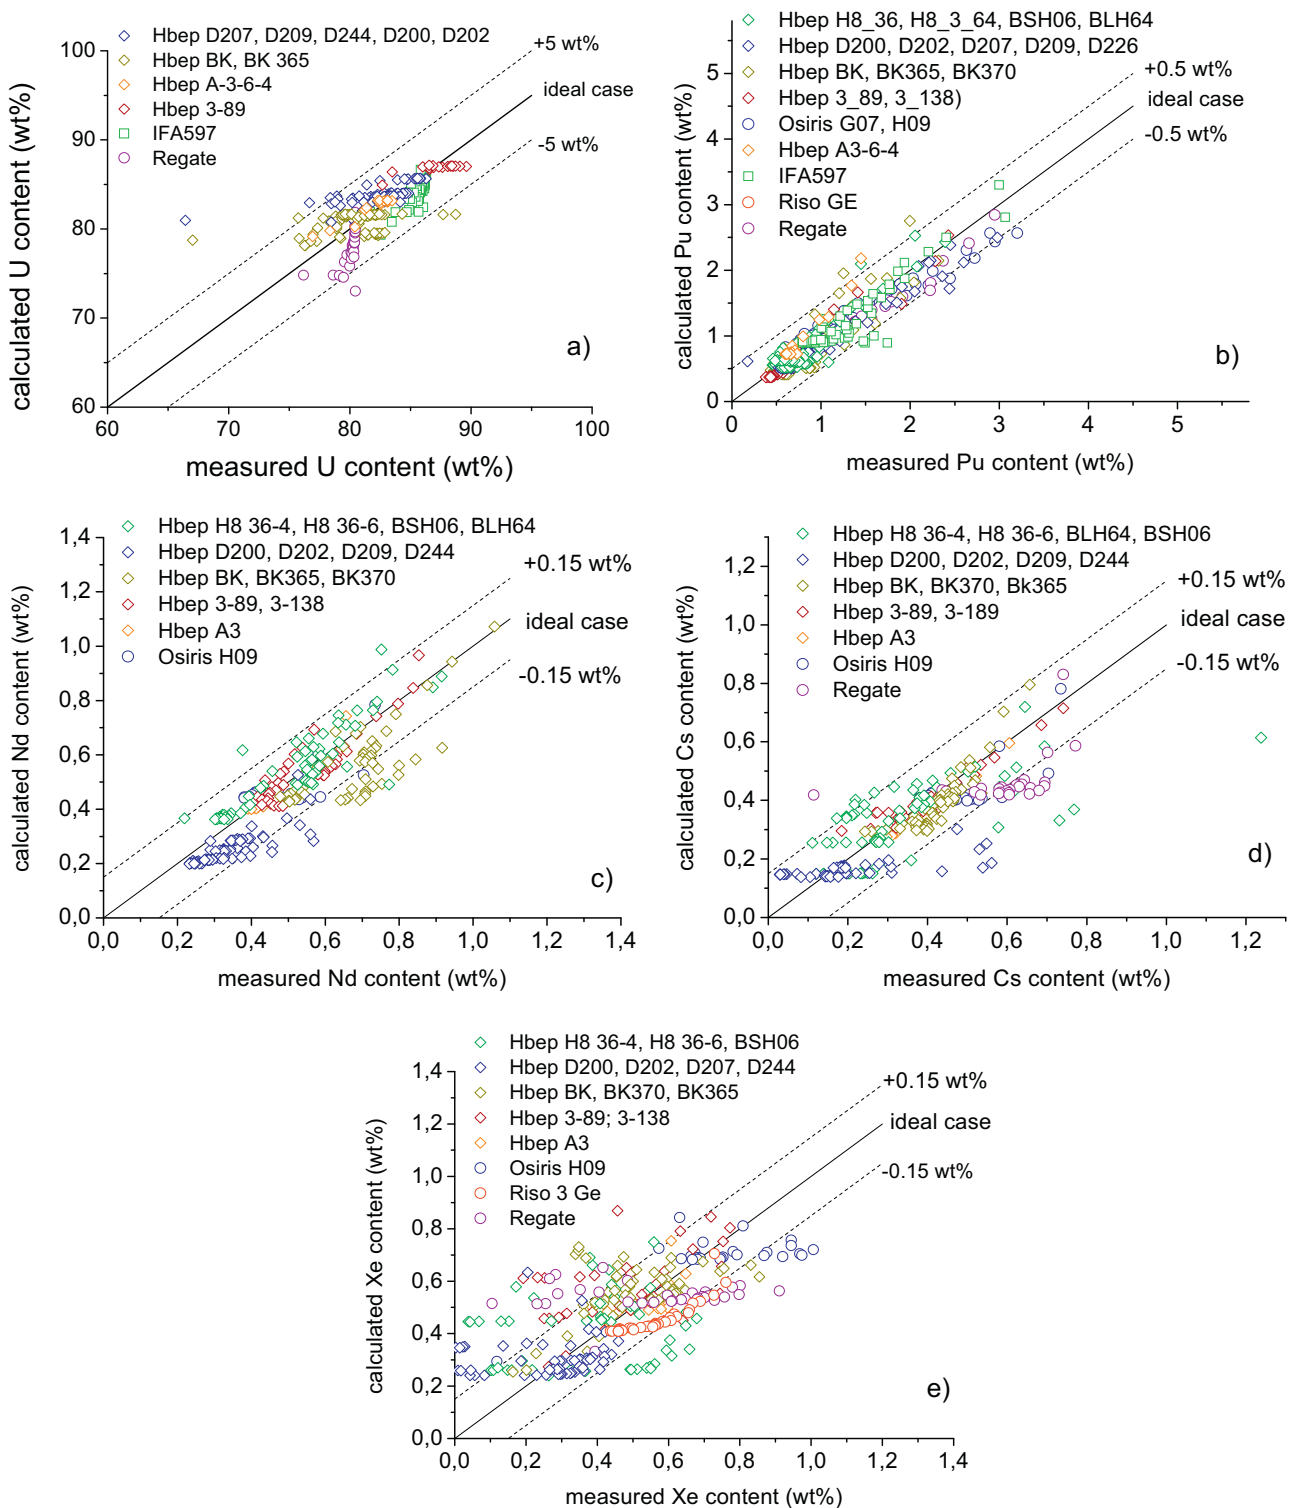 Hbep D207, D209, D244, D200, D202
Hbep BK, BK 365
Hbep A-3-6-4
Hbep 3-89
IFA597
Regate
+5 wt%
ideal case
-5 wt%
100
90
80
70
60
60
70
80
90
100
calculated U content (wt%)
measured U content (wt%)
a)
Hbep H8_36, H8_3_64, BSH06, BLH64
Hbep D200, D202, D207, D209, D226
Hbep BK, BK365, BK370
Hbep 3_89, 3_138)
Osiris G07, H09
Hbep A3-6-4
IFA597
Riso GE
Regate
+0.5 wt%
ideal case
-0.5 wt%
5
4
3
2
1
0
0
1
2
3
4
5
calculated Pu content (wt%)
measured Pu content (wt%)
b)
Hbep H8 36-4, H8 36-6, BSH06, BLH64
Hbep D200, D202, D209, D244
Hbep BK, BK365, BK370
Hbep 3-89, 3-138
Hbep A3
Osiris H09
+0.15 wt%
ideal case
-0.15 wt%
1,4
1,2
1,0
0,8
0,6
0,4
0,2
0,0
0,0
0,2
0,4
0,6
0,8
1,0
1,2
1,4
calculated Nd content (wt%)
measured Nd content (wt%)
c)
Hbep H8 36-4, H8 36-6, BLH64, BSH06
Hbep D200, D202, D209, D244
Hbep BK, BK370, Bk365
Hbep 3-89, 3-189
Hbep A3
Osiris H09
Regate
+0.15 wt%
ideal case
-0.15 wt%
1,2
1,0
0,8
0,6
0,4
0,2
0,0
0,0
0,2
0,4
0,6
0,8
1,0
1,2
calculated Cs content (wt%)
measured Cs content (wt%)
d)
Hbep H8 36-4, H8 36-6, BSH06
Hbep D200, D202, D207, D244
Hbep BK, BK370, BK365
Hbep 3-89; 3-138
Hbep A3
Osiris H09
Riso 3 Ge
Regate
+0.15 wt%
ideal case
-0.15 wt%
1,4
1,2
1,0
0,8
0,6
0,4
0,2
0,0
0,0
0,2
0,4
0,6
0,8
1,0
1,2
1,4
calculated Xe content (wt%)
measured Xe content (wt%)
e)